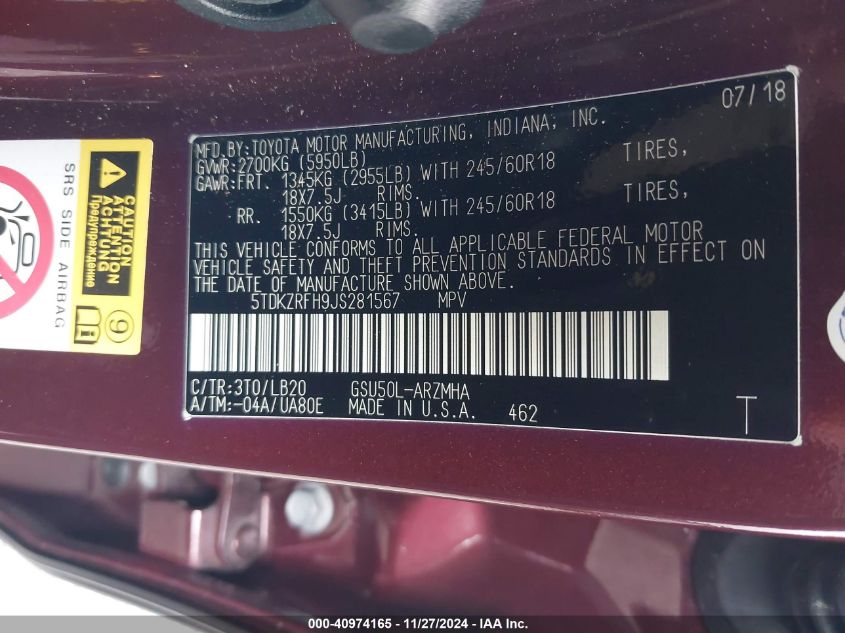 07/18
MFD.BY:TOYOTA MOTOR MANUFACTURING, INDIANA, INC.
GVWR:2700KG (5950LB)
GAWR:FRT. 1345KG (2955LB) WITH 245/60R18 TIRES,
18X7.5J RIMS.
RR. 1550KG (3415LB) WITH 245/60R18 TIRES,
18X7.5J RIMS.
THIS VEHICLE CONFORMS TO ALL APPLICABLE FEDERAL MOTOR
VEHICLE SAFETY AND THEFT PREVENTION STANDARDS IN EFFECT ON
THE DATE OF MANUFACTURE SHOWN ABOVE.
5TDKZRFH9JS281567 MPV
C/TR:3T0/LB20 GSU50L-ARZMHA
A/TM:-04A/UA80E MADE IN U.S.A. 462
T
SRS SIDE AIRBAG
CAUTION
ATTENTION
ACHTUNG
Предупреждение
9
000-40974165 - 11/27/2024 - IAA Inc.